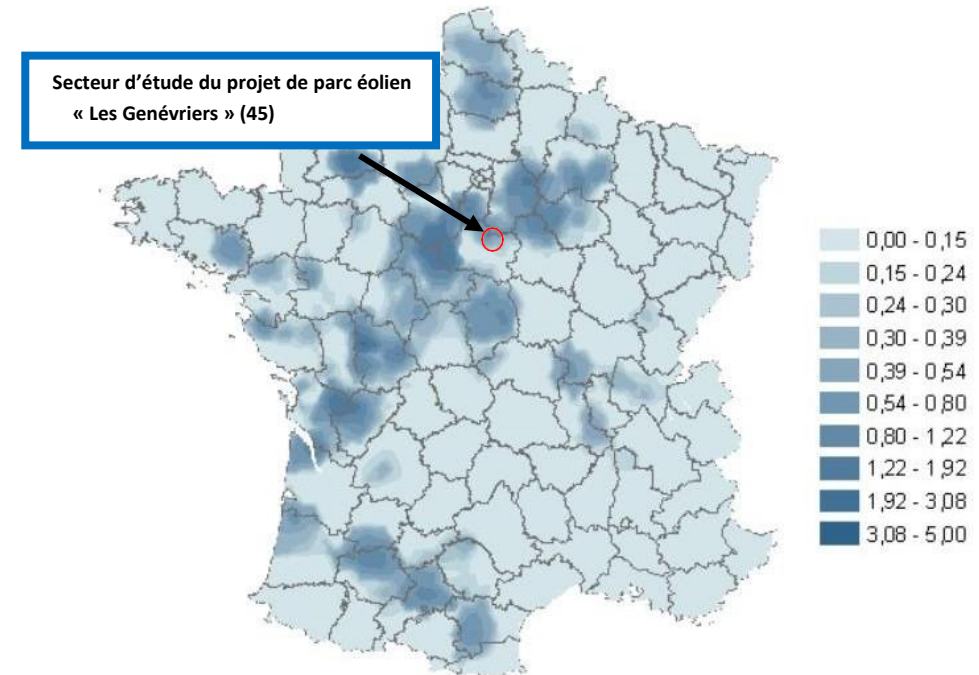 Secteur d'étude du projet de parc éolien
« Les Genévriers » (45)
0,00 - 0,15
0,15 - 0,24
0,24 - 0,30
0,30 - 0,39
0,39 - 0,54
0,54 - 0,80
0,80 - 1,22
1,22 - 1,92
1,92 - 3,08
3,08 - 5,00